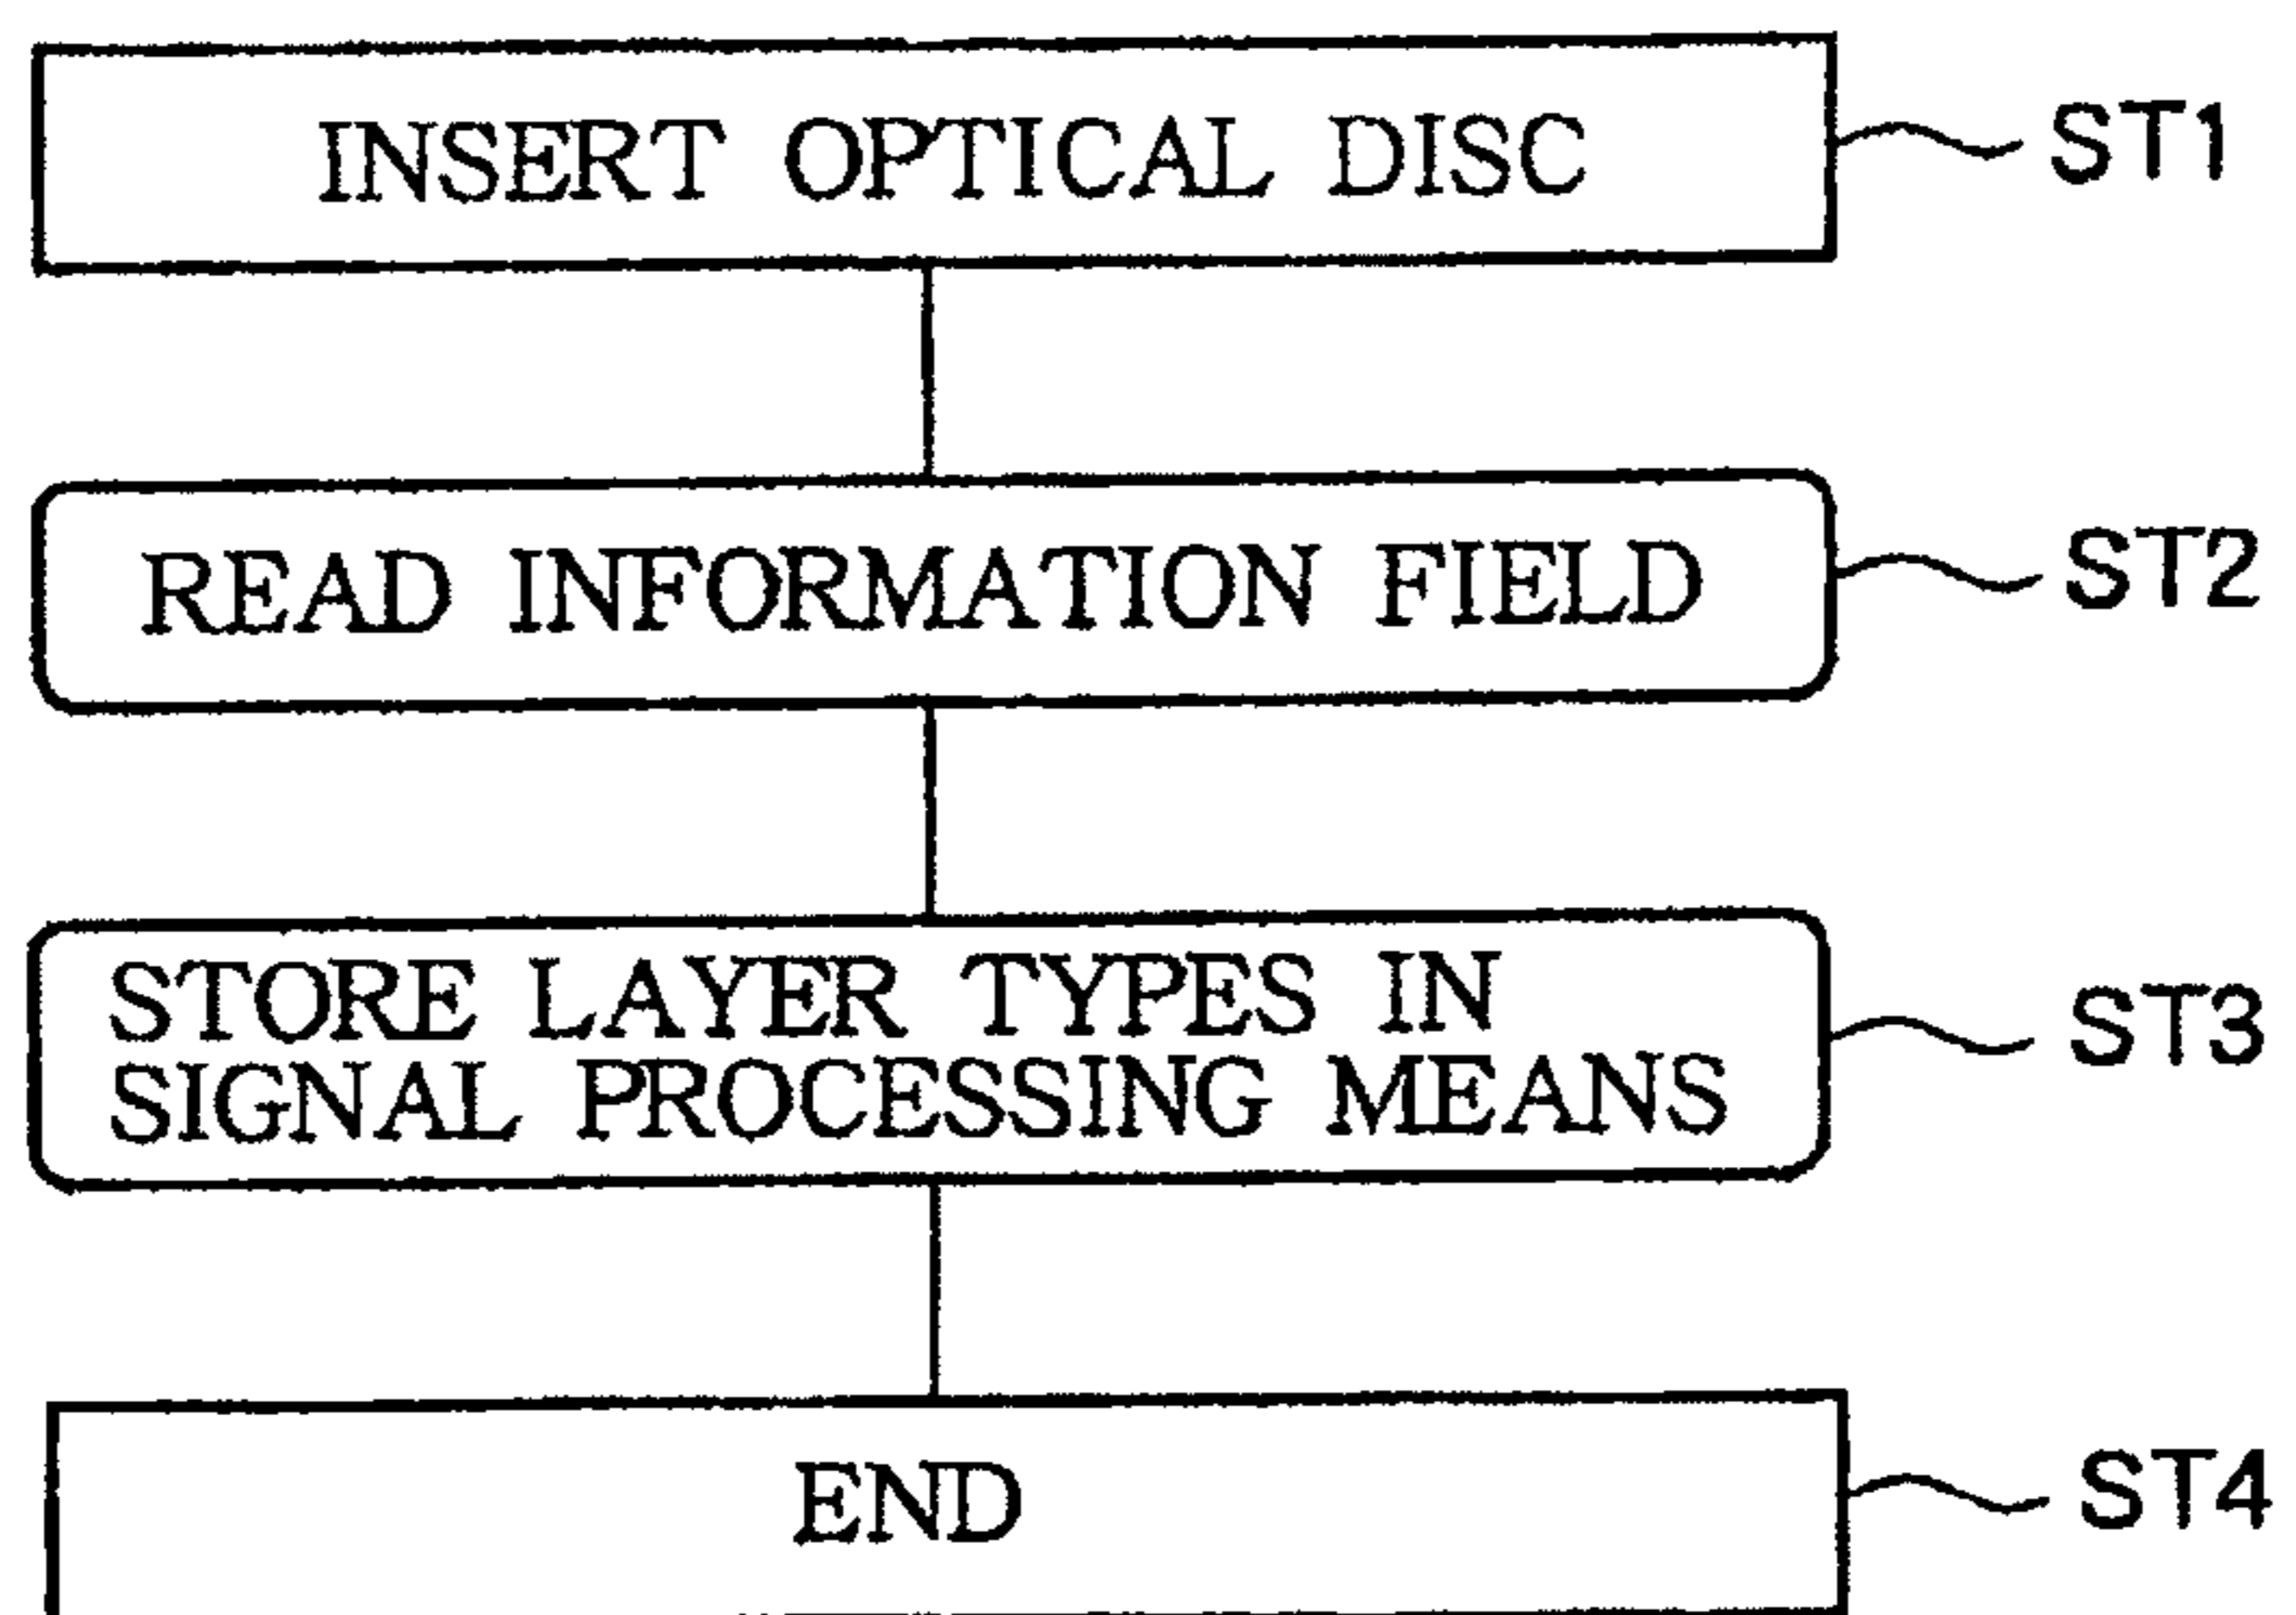 INSERT OPTICAL DISC ST1
READ INFORMATION FIELD ST2
STORE LAYER TYPES IN
SIGNAL PROCESSING MEANS ST3
END ST4